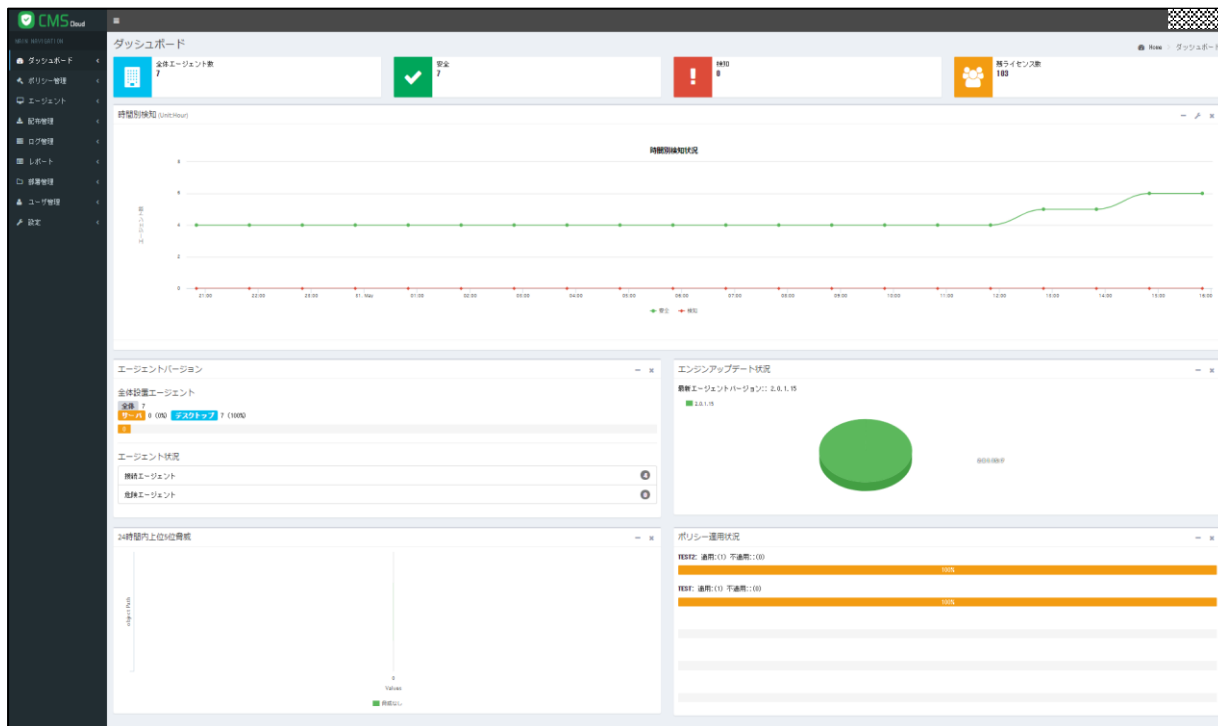 CMS Cloud
MAIN NAVIGATION
ダッシュボード
ポリシー管理
エージェント
配布管理
ログ管理
レポート
部署管理
ユーザ管理
設定
ダッシュボード
Home ダッシュボード
全体エージェント数
7
安全
7
検知
0
残ライセンス数
103
時間別検知 (Unit:Hour)
時間別検知状況
エージェント数
8
6
4
2
0
21:00 22:00 23:00 31. May 01:00 02:00 03:00 04:00 05:00 06:00 07:00 08:00 09:00 10:00 11:00 12:00 13:00 14:00 15:00 16:00
安全 検知
エージェントバージョン
全体設置エージェント
全体 7
サーバ 0 (0%) デスクトップ 7 (100%)
0
エージェント状況
接続エージェント 4
危険エージェント 0
エンジンアップデート状況
最新エージェントバージョン:: 2.0.1.15
2.0.1.15
24時間内上位5位脅威
object Path
0
Values
脅威なし
ポリシー適用状況
TEST2: 適用:(1) 不適用::(0)
100%
TEST: 適用:(1) 不適用::(0)
100%